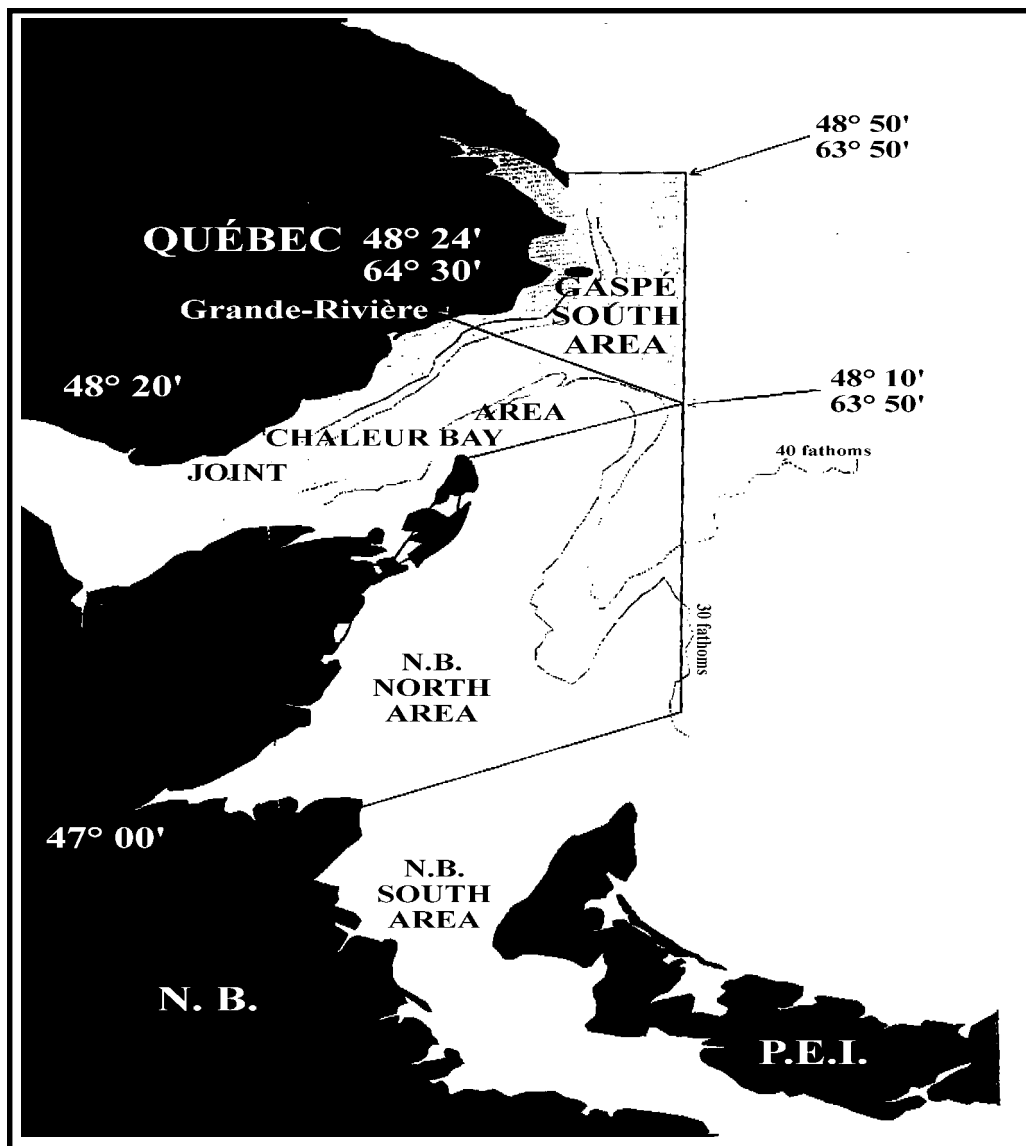 48° 50'
63° 50'
QUÉBEC 48° 24'
64° 30'
Grande-Rivière
GASPÉ
SOUTH
AREA
48° 20'
48° 10'
63° 50'
AREA
CHALEUR BAY
JOINT
40 fathoms
30 fathoms
N.B.
NORTH
AREA
47° 00'
N.B.
SOUTH
AREA
N. B.
P.E.I.